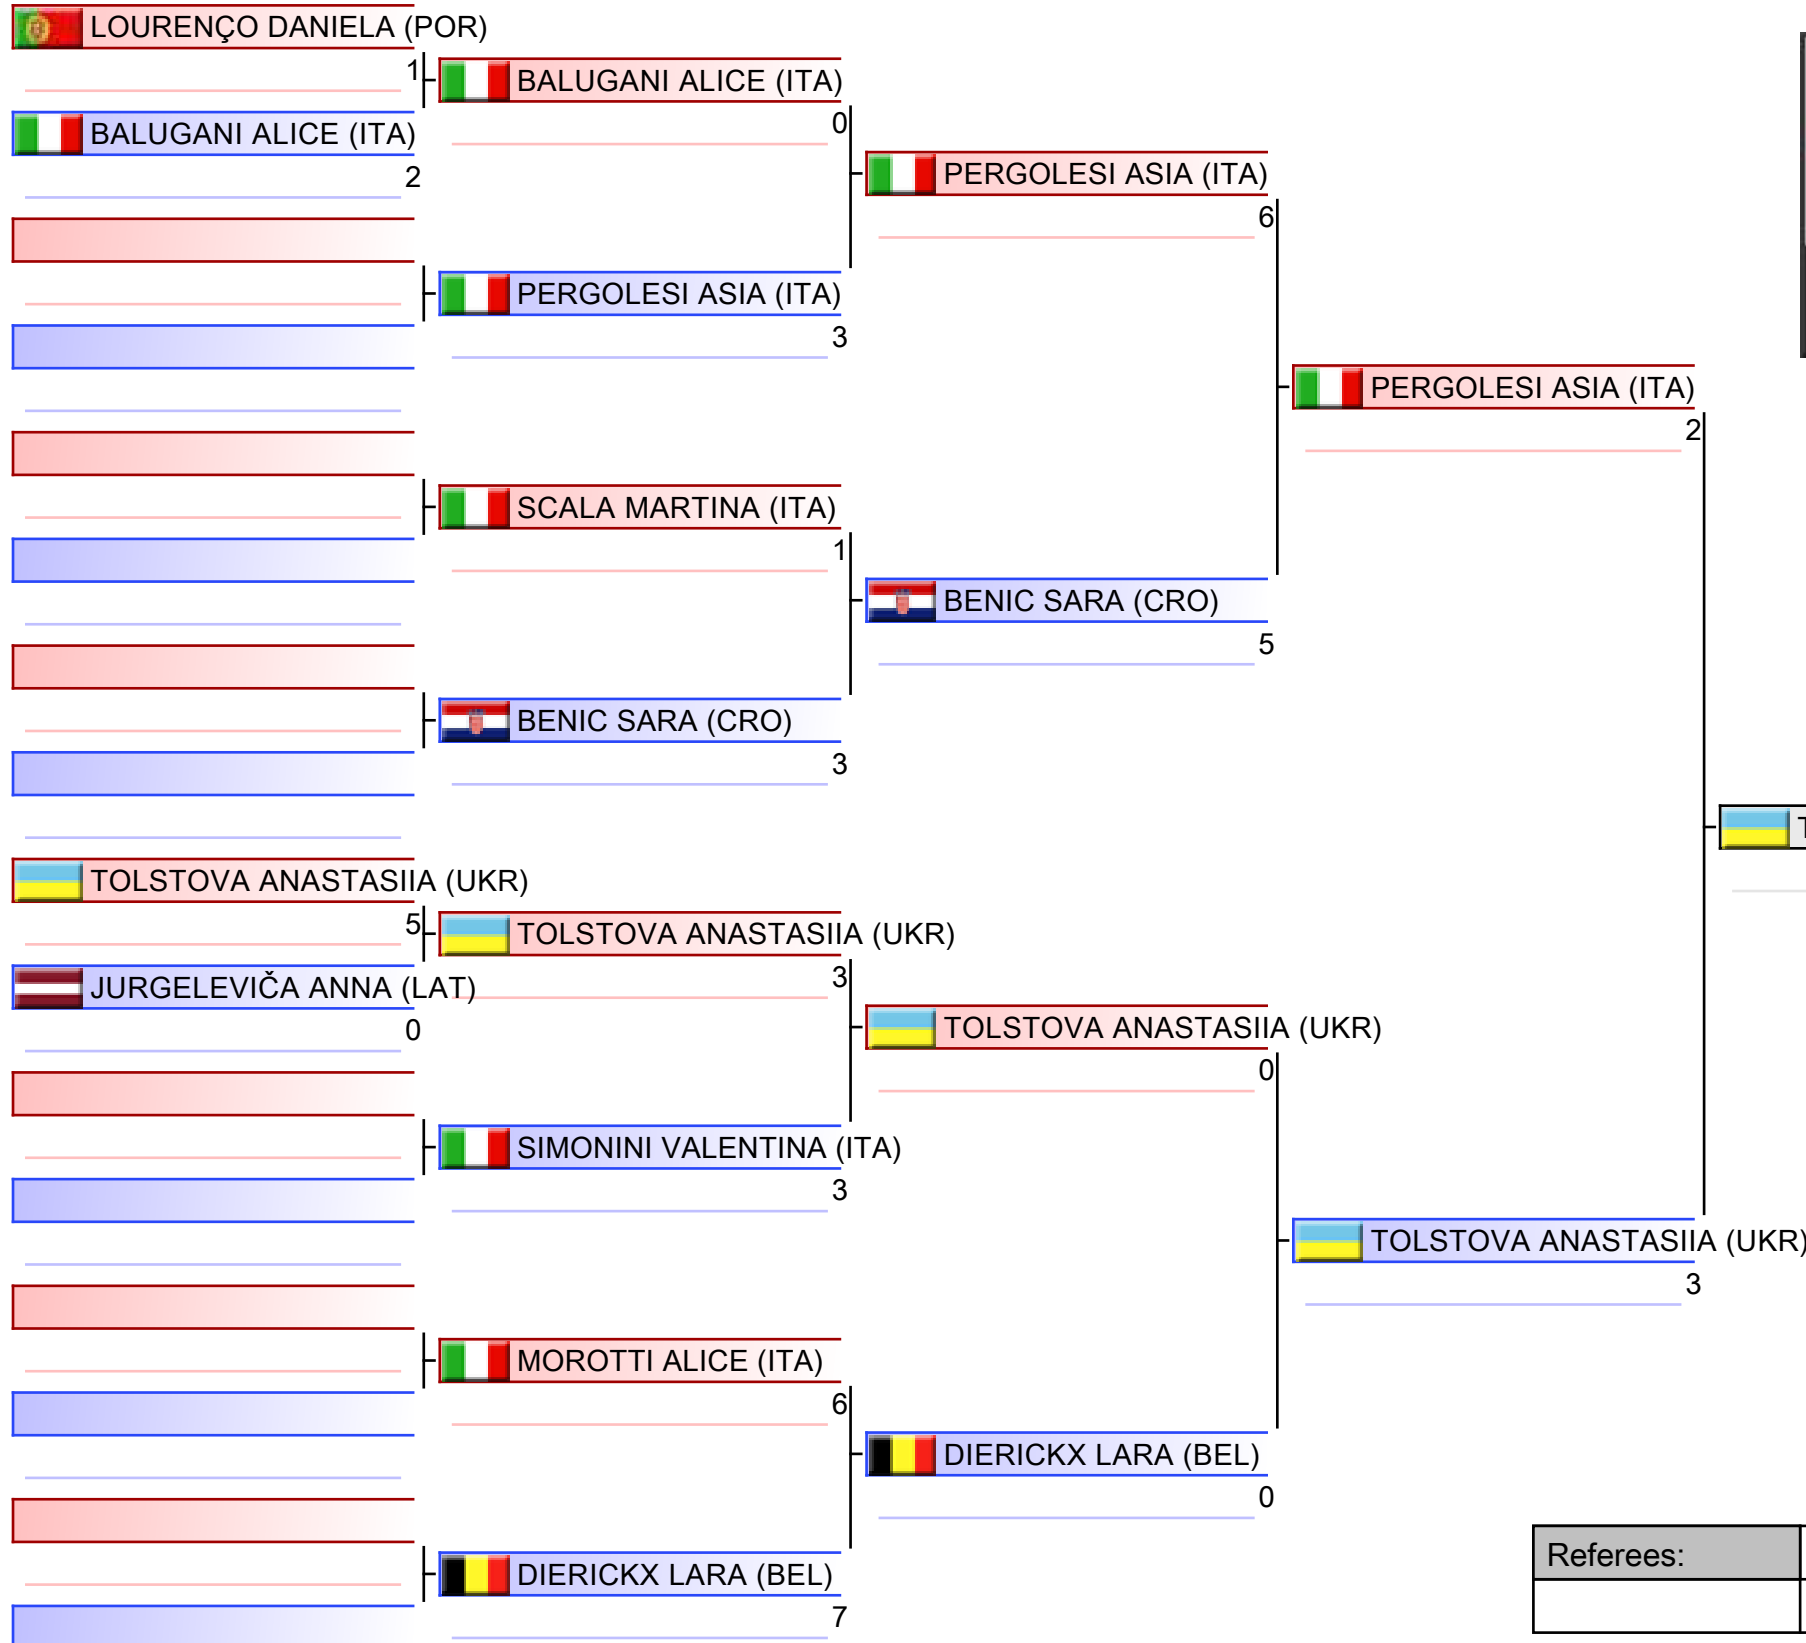 LOURENÇO DANIELA (POR)
1
BALUGANI ALICE (ITA)
2
BALUGANI ALICE (ITA)
0
PERGOLESI ASIA (ITA)
3
PERGOLESI ASIA (ITA)
6
SCALA MARTINA (ITA)
1
BENIC SARA (CRO)
3
BENIC SARA (CRO)
5
PERGOLESI ASIA (ITA)
2
TOLSTOVA ANASTASIIA (UKR)
5
JURGELEVIČA ANNA (LAT)
0
TOLSTOVA ANASTASIIA (UKR)
3
SIMONINI VALENTINA (ITA)
3
TOLSTOVA ANASTASIIA (UKR)
0
MOROTTI ALICE (ITA)
6
DIERICKX LARA (BEL)
7
DIERICKX LARA (BEL)
0
TOLSTOVA ANASTASIIA (UKR)
3
Referees: